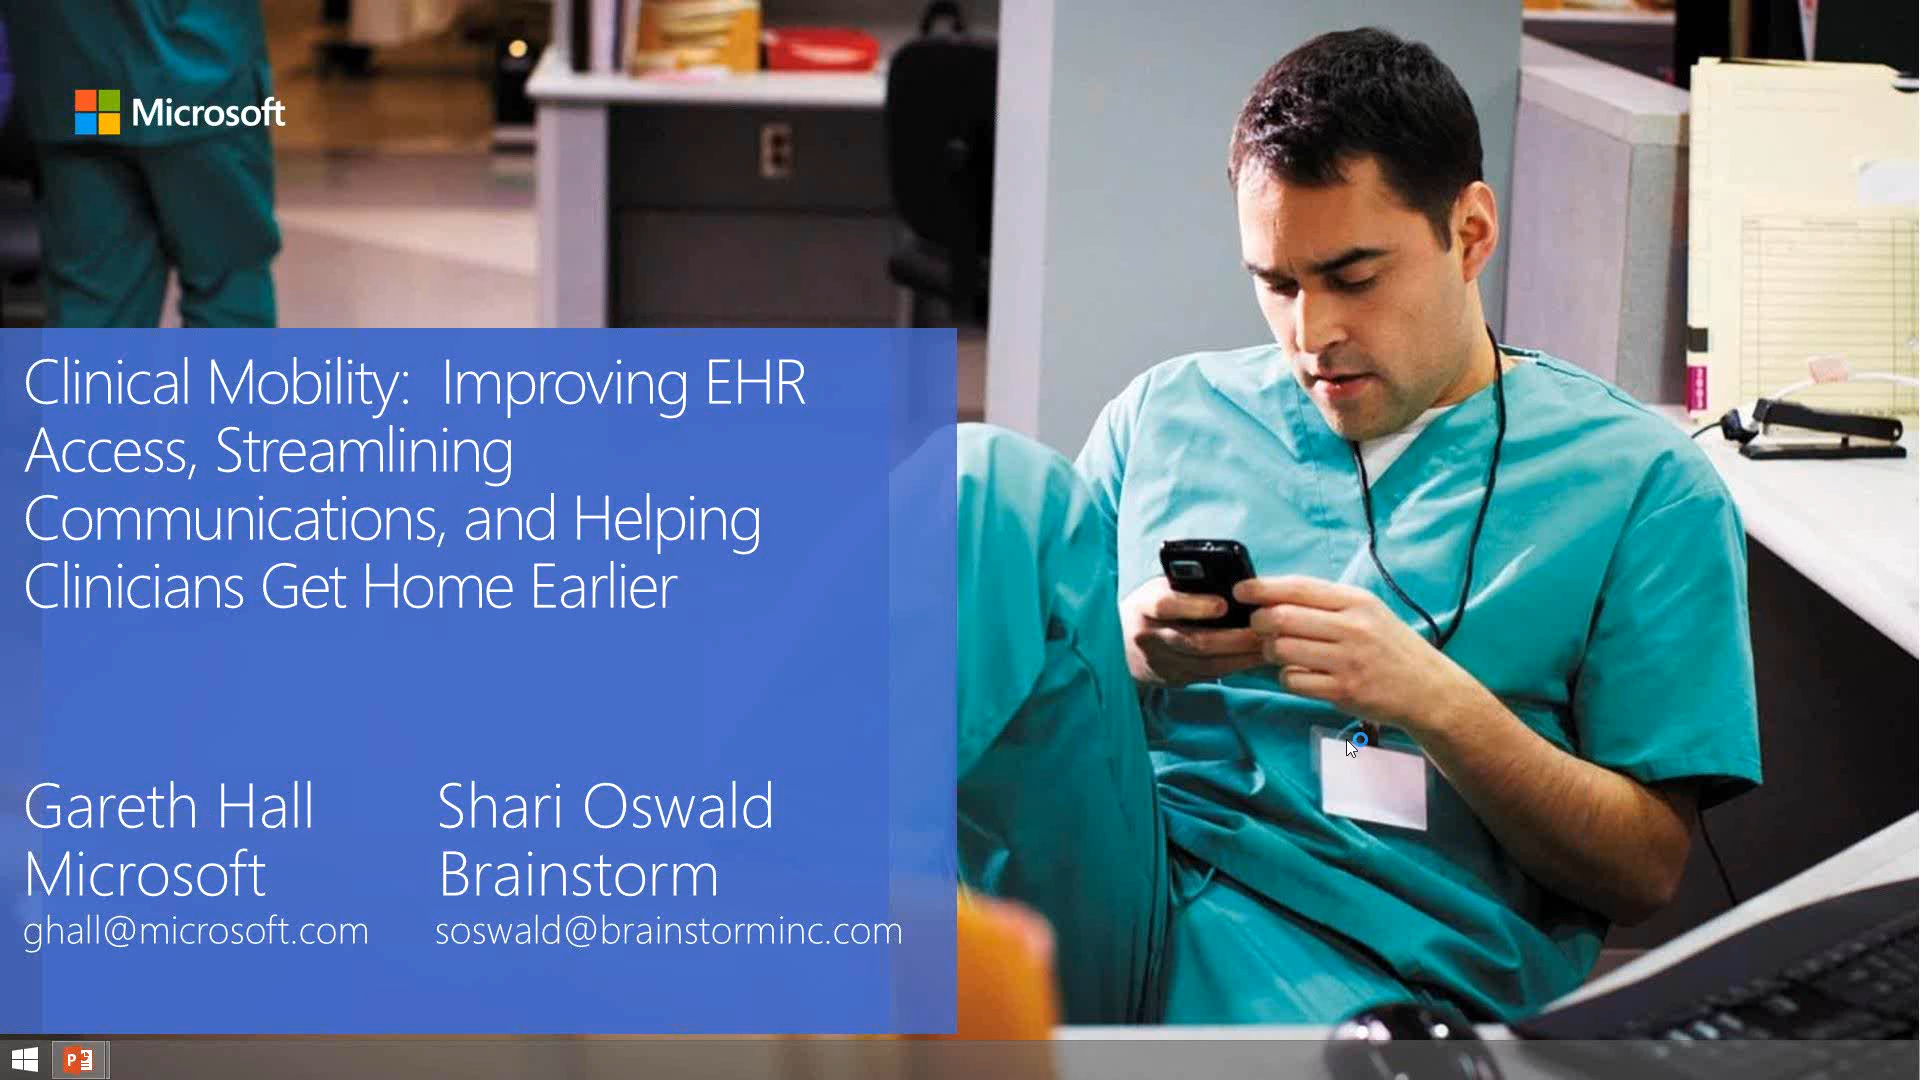 Microsoft
Clinical Mobility: Improving EHR
Access, Streamlining
Communications, and Helping
Clinicians Get Home Earlier
Gareth Hall
Microsoft
ghall@microsoft.com
Shari Oswald
Brainstorm
soswald@brainstorminc.com